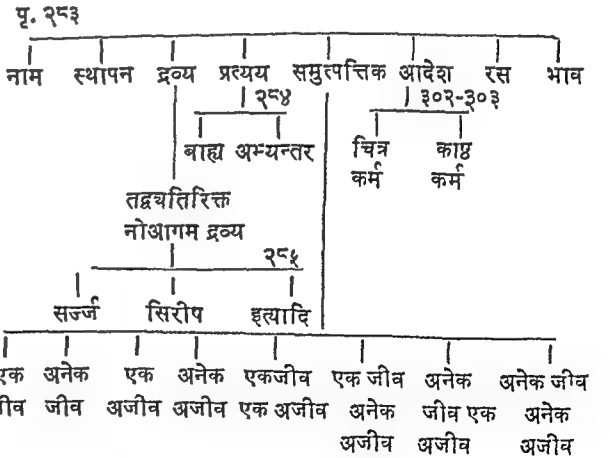 पृ. २८३
नाम स्थापन द्रव्य प्रत्यय समुत्पत्तिक आदेश रस भाव
२८४ ३०२-३०३
बाह्य अभ्यन्तर चित्र काष्ठ
कर्म कर्म
तद्वयतिरिक्त
नोआगम द्रव्य
२८५
सर्ज्ज सिरीष इत्यादि
एक अनेक एक अनेक एकजीव एक जीव अनेक अनेक जीव
जीव जीव अजीव अजीव एक अजीव अनेक जीव एक अनेक
अजीव अजीव अजीव